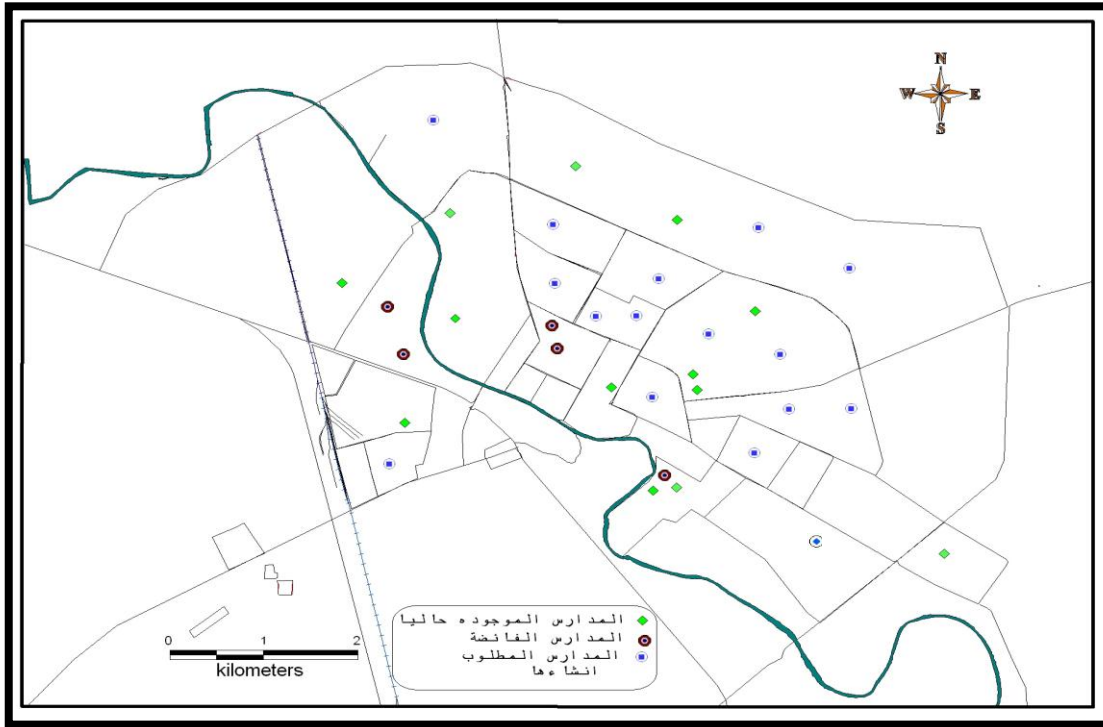 N
W E
S
المدارس الموجوده حاليا
المدارس الفائضة
المدارس المطلوب
انشاءها
0 1 2
kilometers